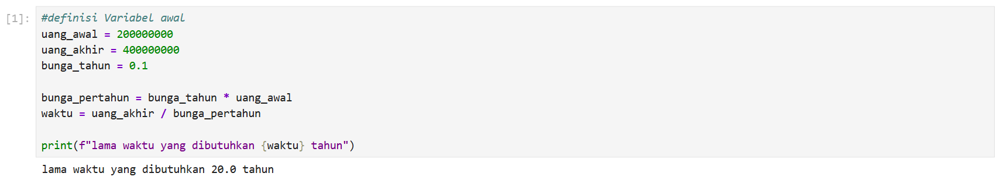 [1]: #definisi Variabel awal
uang_awal = 200000000
uang_akhir = 400000000
bunga_tahun = 0.1
bunga_pertahun = bunga_tahun * uang_awal
waktu = uang_akhir / bunga_pertahun
print(f"lama waktu yang dibutuhkan {waktu} tahun")
lama waktu yang dibutuhkan 20.0 tahun